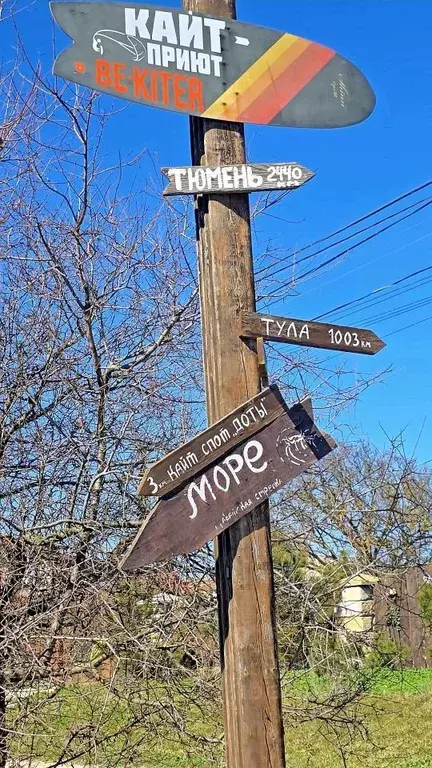 КАЙТ-
ПРИЮТ
BE-KITER
ТЮМЕНЬ 2440
ТУЛА 1003 км
3 км КАЙТ СПОТ „ДОТЫ"
МОРЕ